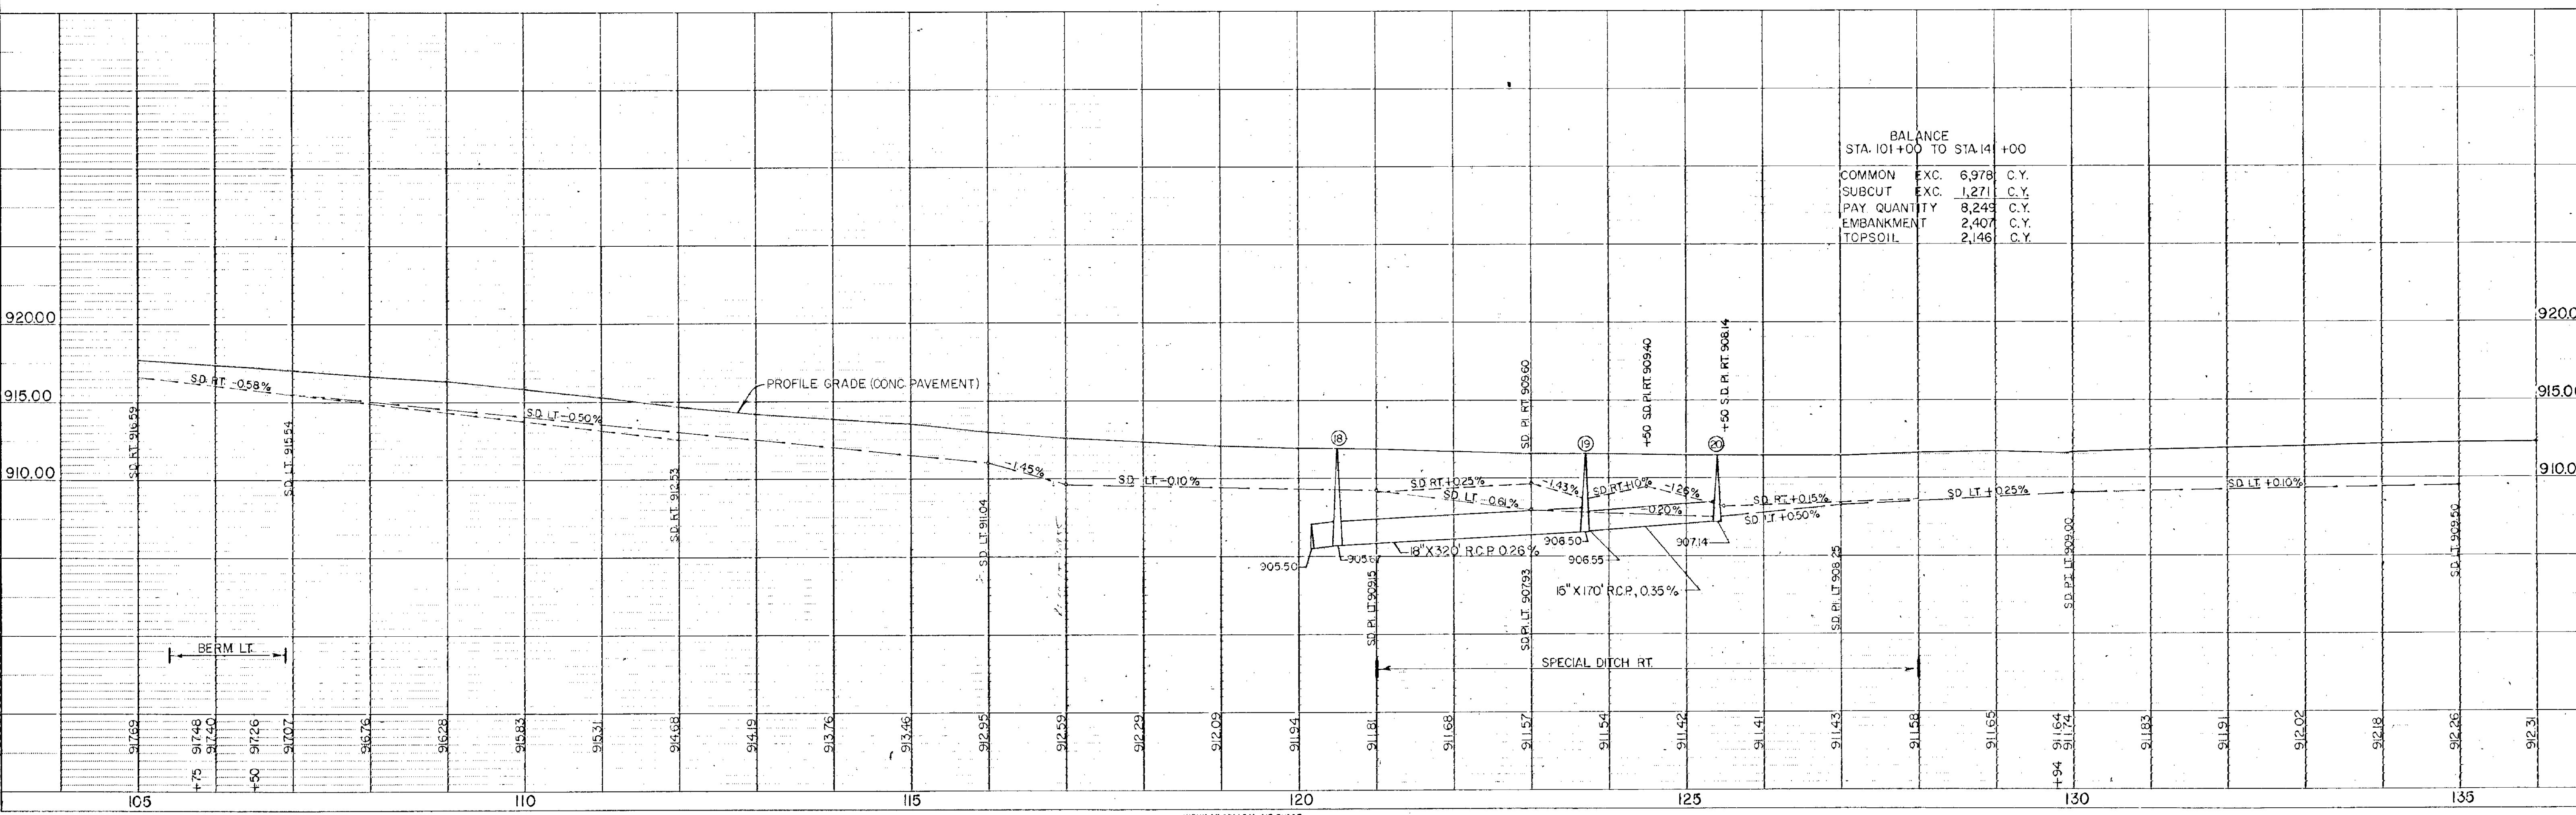 BALANCE
STA. 101+00 TO STA. 141+00
COMMON EXC. 6,978 C.Y.
SUBCUT EXC. 1,271 C.Y.
PAY QUANTITY 8,249 C.Y.
EMBANKMENT 2,407 C.Y.
TOPSOIL 2,146 C.Y.
920.00
920.0
915.00
915.00
910.00
910.0
S.D. RT. -0.58%
S.D. LT. -0.50%
PROFILE GRADE (CONC. PAVEMENT)
-1.45%
S.D. LT. -0.10%
S.D. RT. +0.25%
S.D. LT. -0.61%
-1.43%
S.D. RT. +.10%
-1.26%
-0.20%
S.D. RT. +0.15%
S.D. LT. +0.50%
S.D. LT. +0.25%
S.D. LT. +0.10%
18
19
20
S.D. RT. 916.59
S.D. LT. 915.54
S.D. RT. 912.53
S.D. LT. 911.04
S.D. P.I. LT. 909.15
S.D. P.I. RT. 909.60
S.D. P.I. LT. 907.93
+50 S.D. P.I. RT. 909.40
+50 S.D. P.I. RT. 908.14
S.D. P.I. LT. 908.25
S.D. P.I. LT. 909.00
S.D. LT. 909.50
905.50
18" X 320' R.C.P. 0.26%
906.50
906.55
907.14
15" X 170' R.C.P., 0.35%
BERM LT.
SPECIAL DITCH RT.
917.69
+75 917.48
917.40
+50 917.26
917.07
916.76
916.28
915.83
915.31
914.68
914.19
913.76
913.46
912.95
912.59
912.29
912.09
911.94
911.81
911.68
911.57
911.54
911.42
911.41
911.43
911.58
911.65
+94 911.64
911.74
911.83
911.91
912.02
912.18
912.26
912.31
105
110
115
120
125
130
135